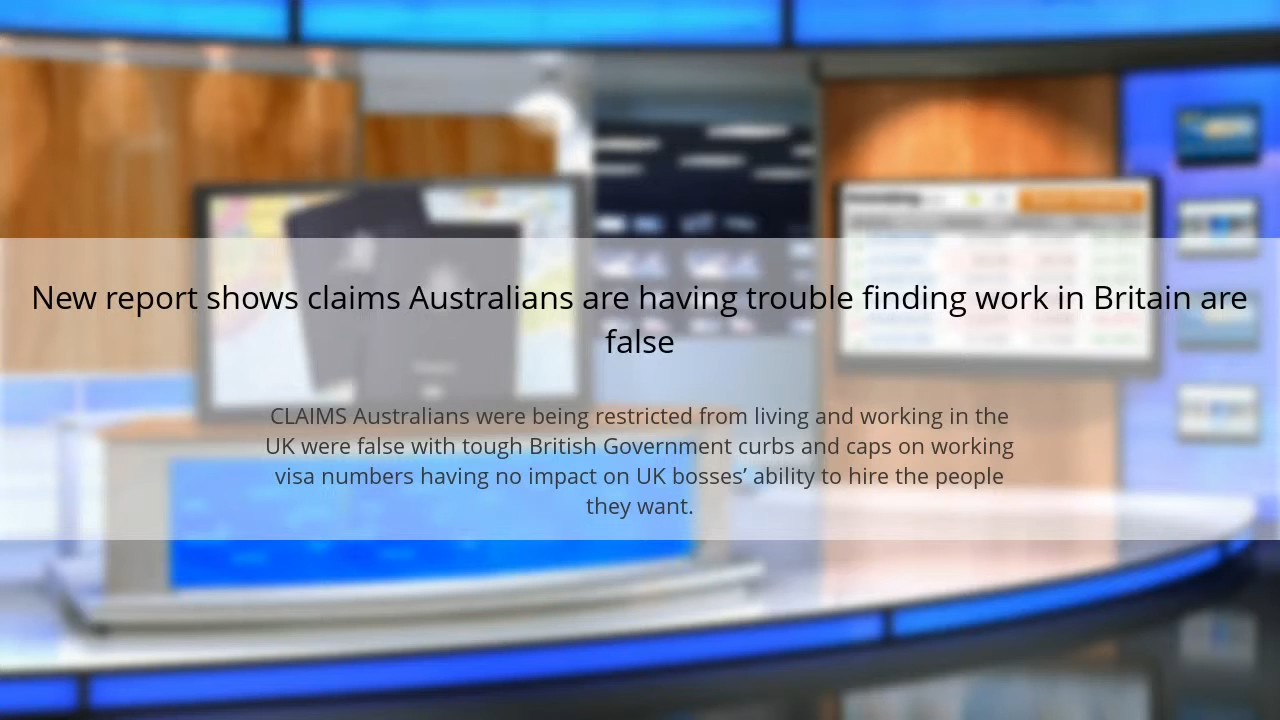 New report shows claims Australians are having trouble finding work in Britain are
false
CLAIMS Australians were being restricted from living and working in the
UK were false with tough British Government curbs and caps on working
visa numbers having no impact on UK bosses’ ability to hire the people
they want.